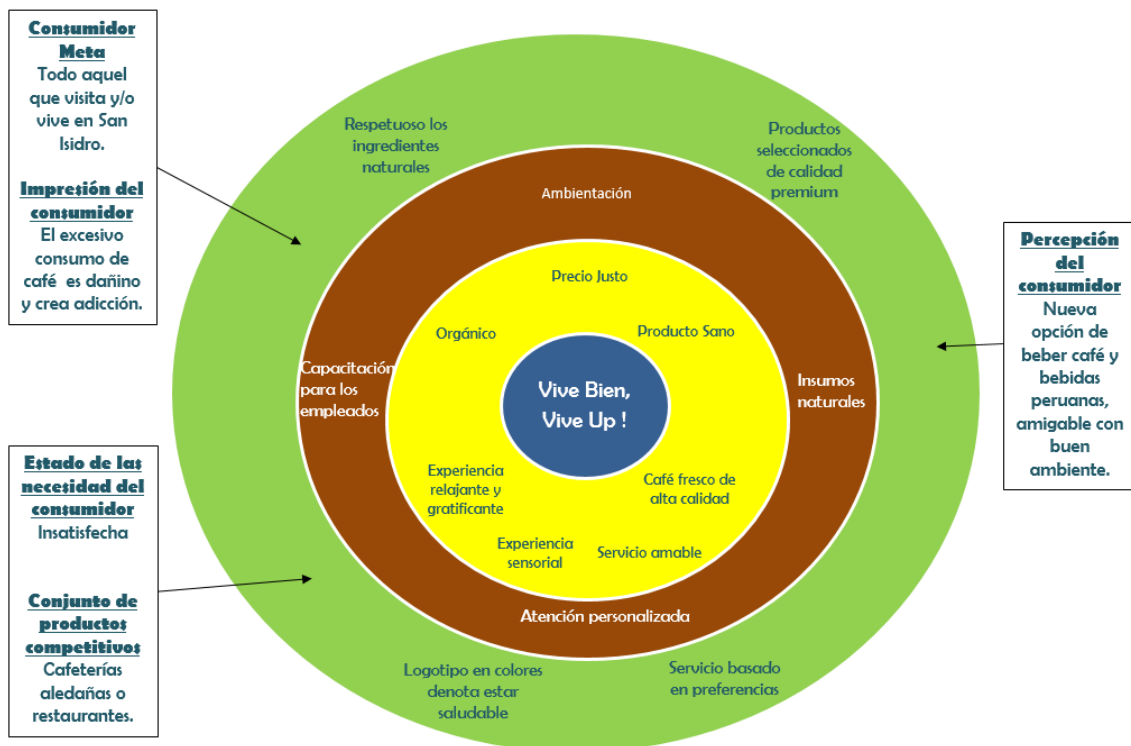 Consumidor
Meta
Todo aquel
que visita y/o
vive en San
Isidro.
Impresión del
consumidor
El excesivo
consumo de
café es dañino
y crea adicción.
Estado de las
necesidad del
consumidor
Insatisfecha
Conjunto de
productos
competitivos
Cafeterías
aledañas o
restaurantes.
Respetuoso los
ingredientes
naturales
Productos
seleccionados
de calidad
premium
Ambientación
Precio Justo
Orgánico
Producto Sano
Capacitación
para los
empleados
Vive Bien,
Vive Up !
Insumos
naturales
Experiencia
relajante y
gratificante
Café fresco de
alta calidad
Experiencia
sensorial
Servicio amable
Atención personalizada
Logotipo en colores
denota estar
saludable
Servicio basado
en preferencias
Percepción
del
consumidor
Nueva
opción de
beber café y
bebidas
peruanas,
amigable con
buen
ambiente.